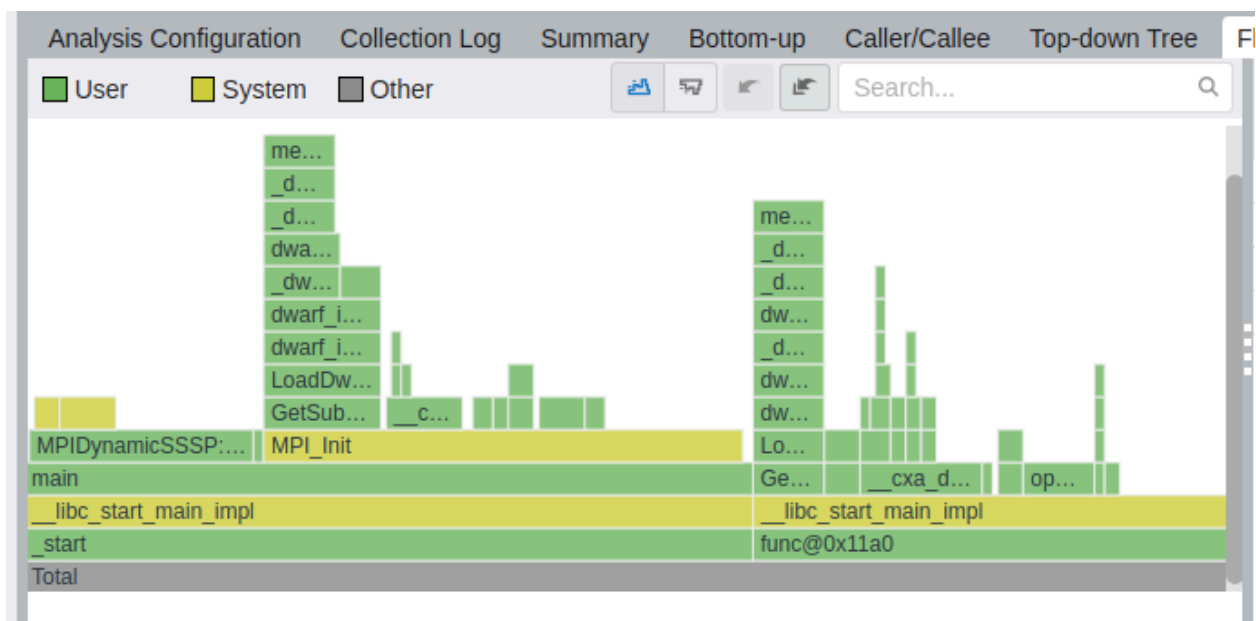 Analysis Configuration Collection Log Summary Bottom-up Caller/Callee Top-down Tree Fl
User System Other Search...
me...
_d...
_d... me...
dwa... _d...
_dw... _d...
dwarf_i... dw...
dwarf_i... _d...
LoadDw... dw...
GetSub... __c... dw...
MPIDynamicSSSP:... MPI_Init Lo...
main Ge... __cxa_d... op...
__libc_start_main_impl __libc_start_main_impl
_start func@0x11a0
Total